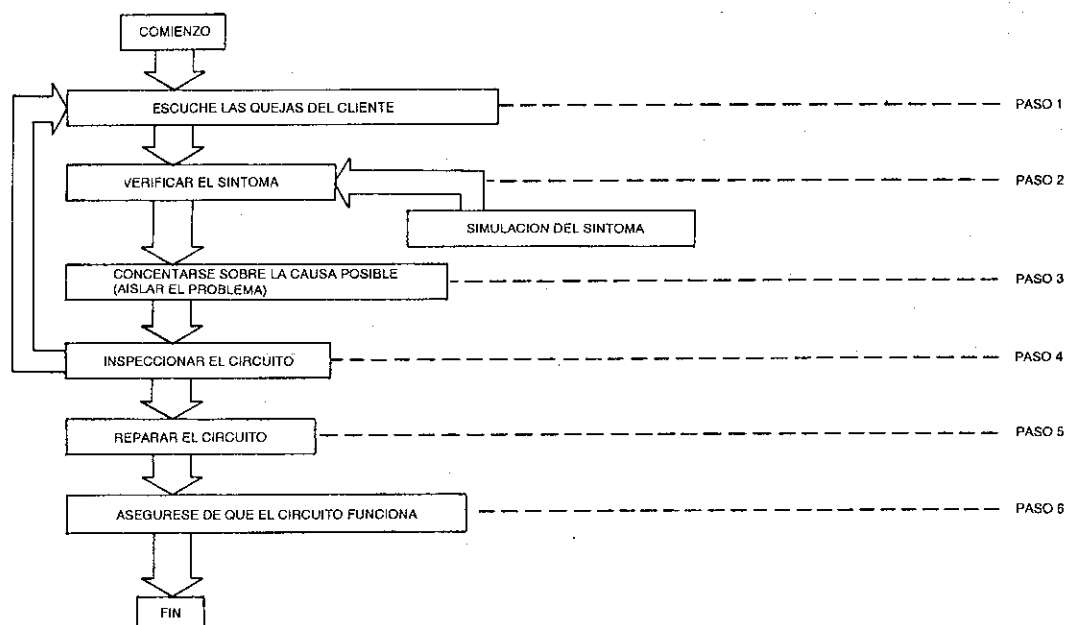 COMIENZO
ESCUCHE LAS QUEJAS DEL CLIENTE
PASO 1
VERIFICAR EL SINTOMA
PASO 2
SIMULACION DEL SINTOMA
CONCENTARSE SOBRE LA CAUSA POSIBLE
(AISLAR EL PROBLEMA)
PASO 3
INSPECCIONAR EL CIRCUITO
PASO 4
REPARAR EL CIRCUITO
PASO 5
ASEGURESE DE QUE EL CIRCUITO FUNCIONA
PASO 6
FIN